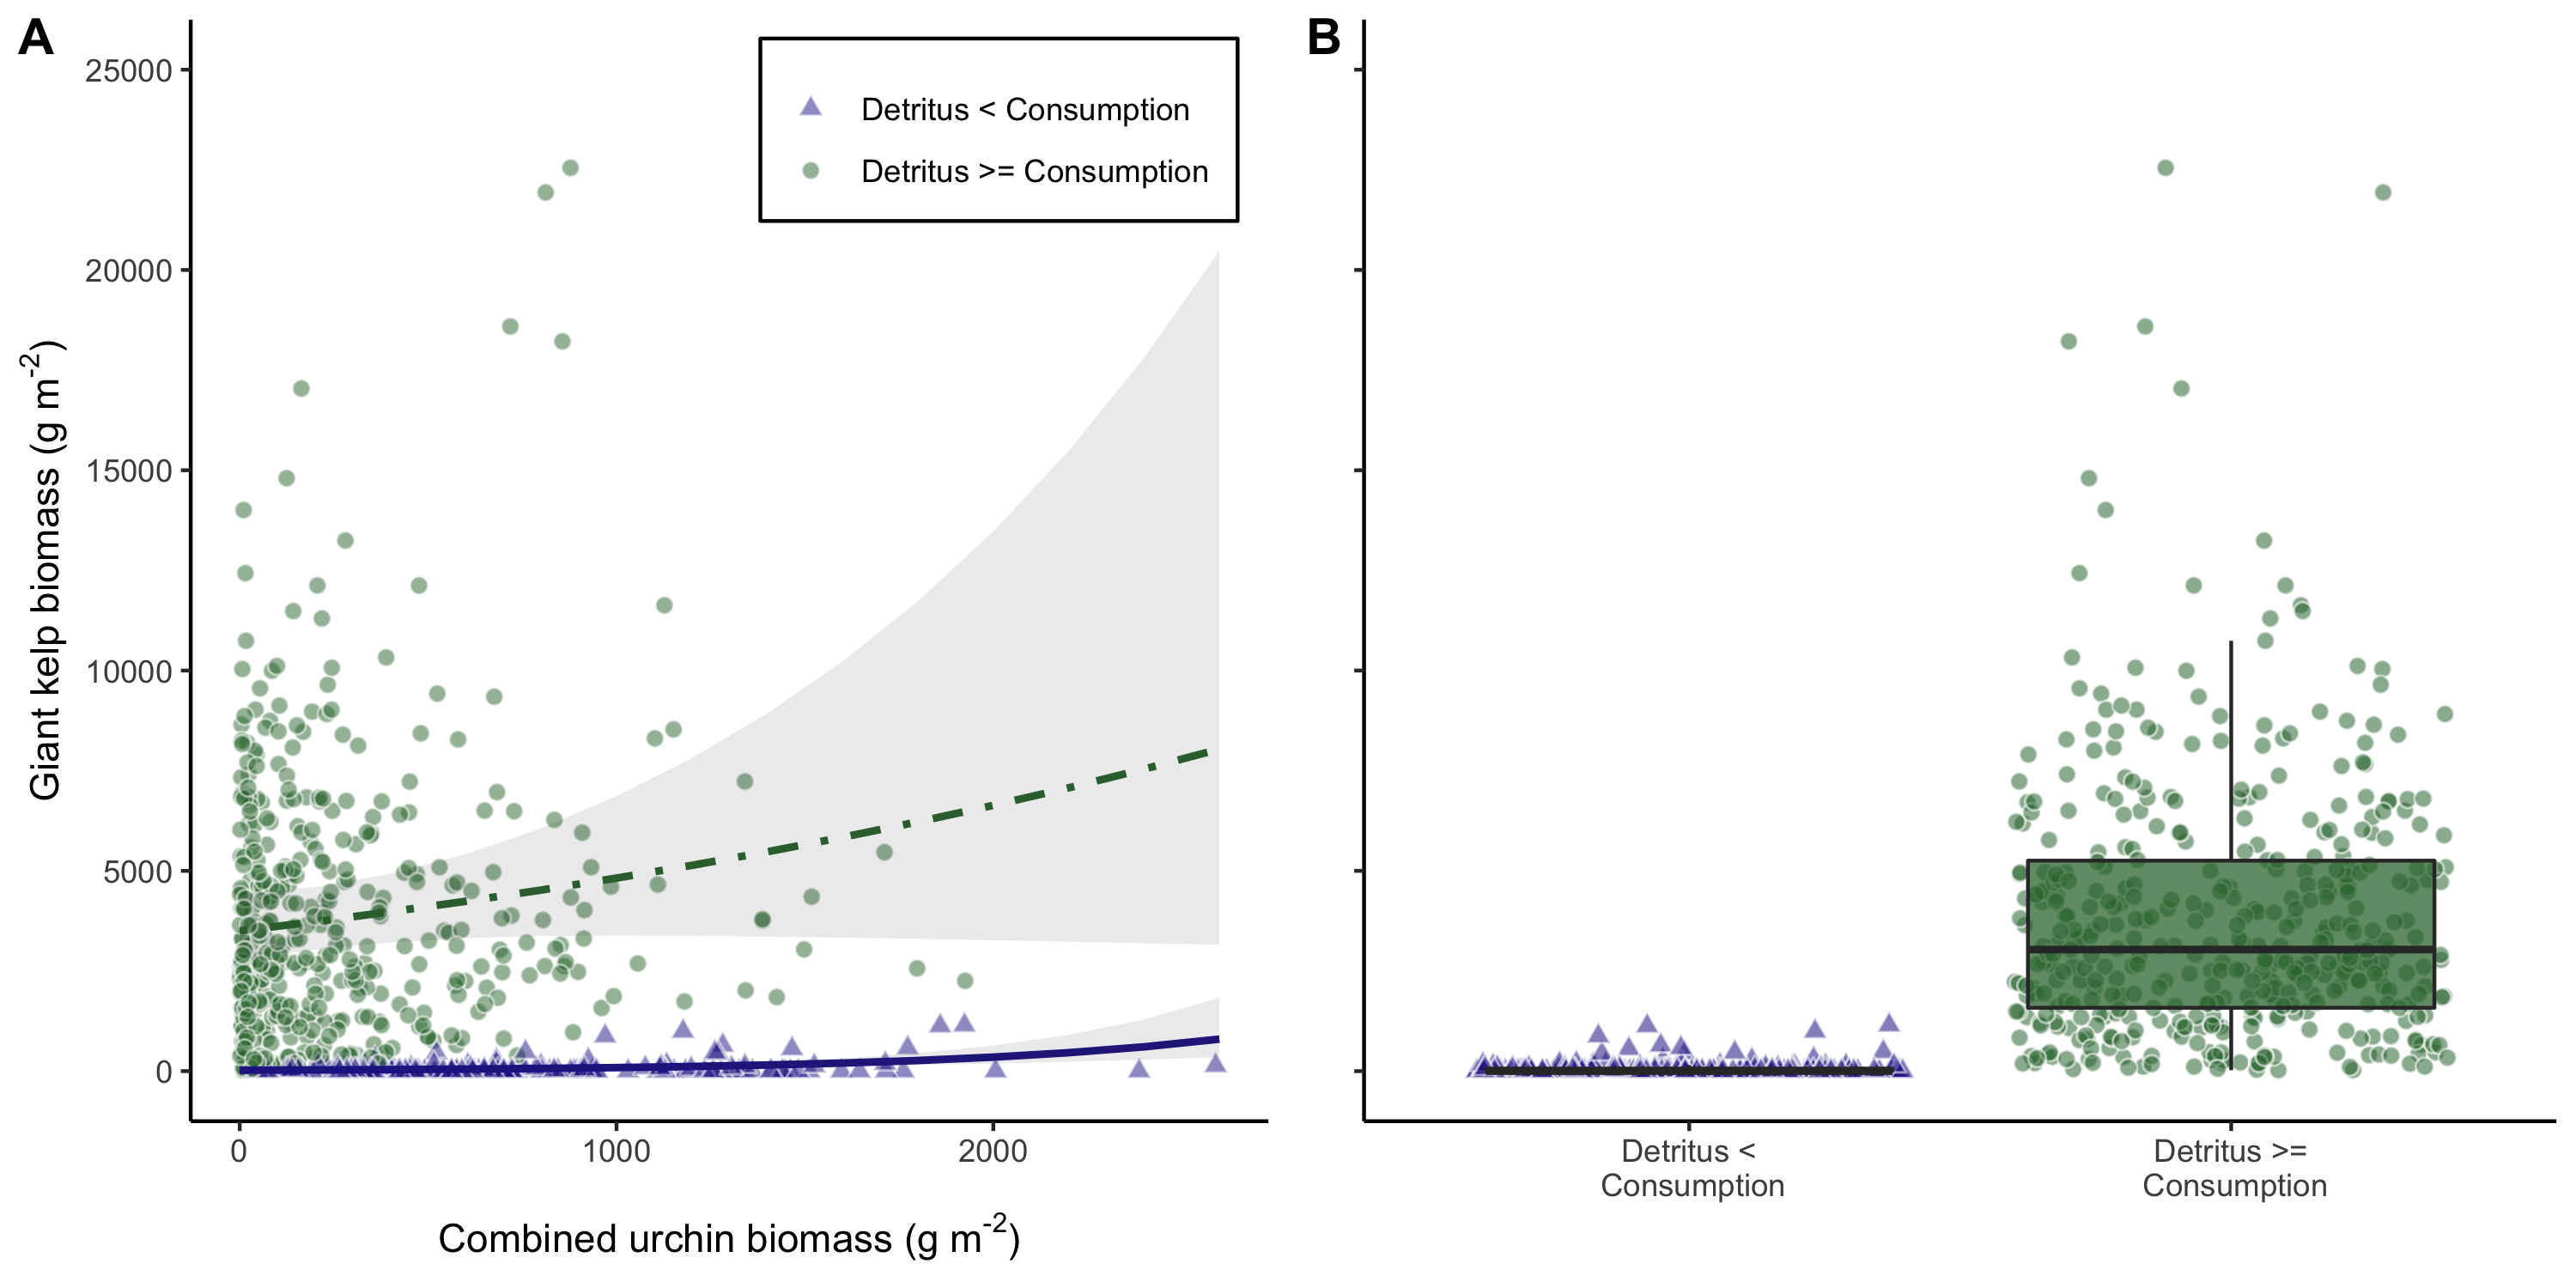 A
B
25000
20000
15000
10000
5000
0
Giant kelp biomass (g m⁻²)
Detritus < Consumption
Detritus >= Consumption
0
1000
2000
Combined urchin biomass (g m⁻²)
Detritus <
Consumption
Detritus >=
Consumption